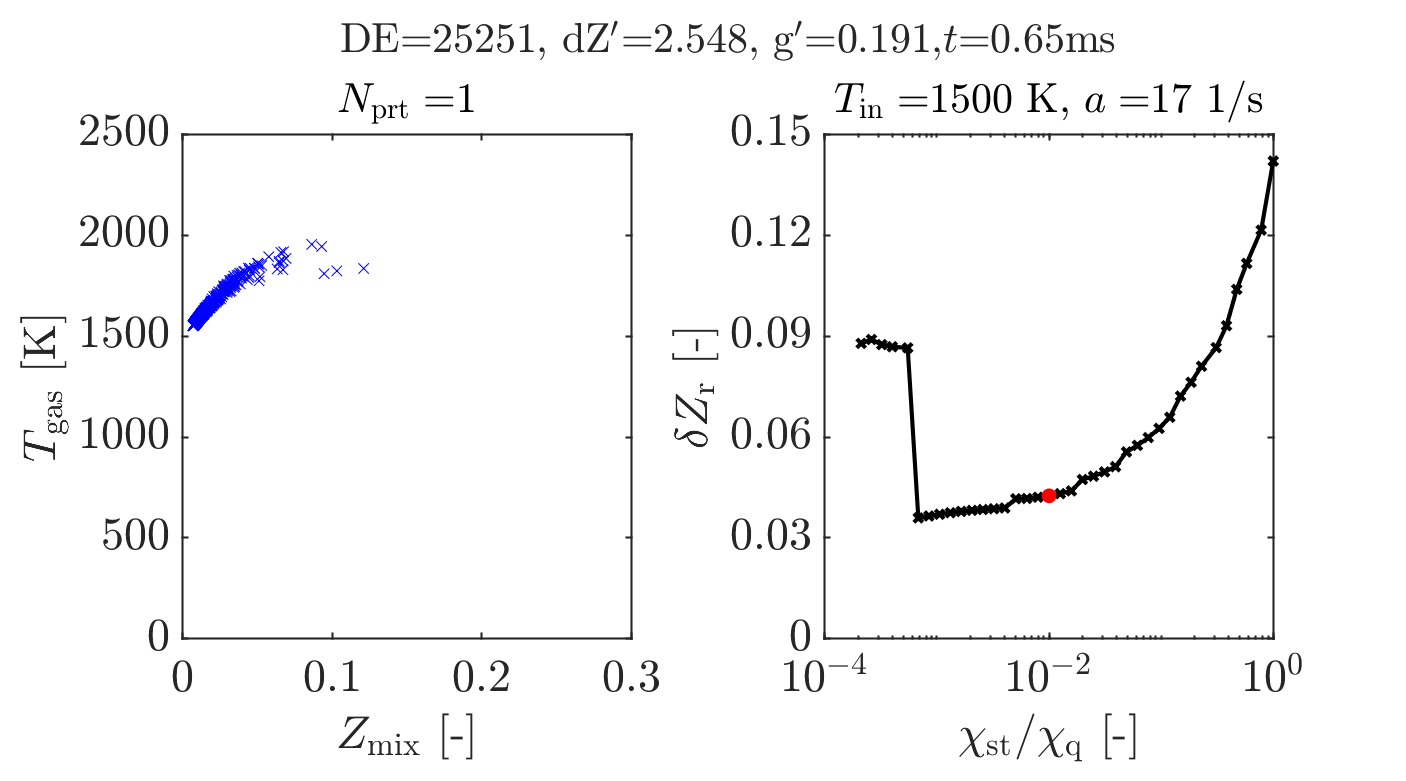 DE=25251, dZ′=2.548, g′=0.191,t=0.65ms
N_prt =1
2500
2000
1500
1000
500
0
0 0.1 0.2 0.3
T_gas [K]
Z_mix [-]
T_in =1500 K, a =17 1/s
0.15
0.12
0.09
0.06
0.03
0
10^−4 10^−2 10^0
δZ_r [-]
χ_st/χ_q [-]